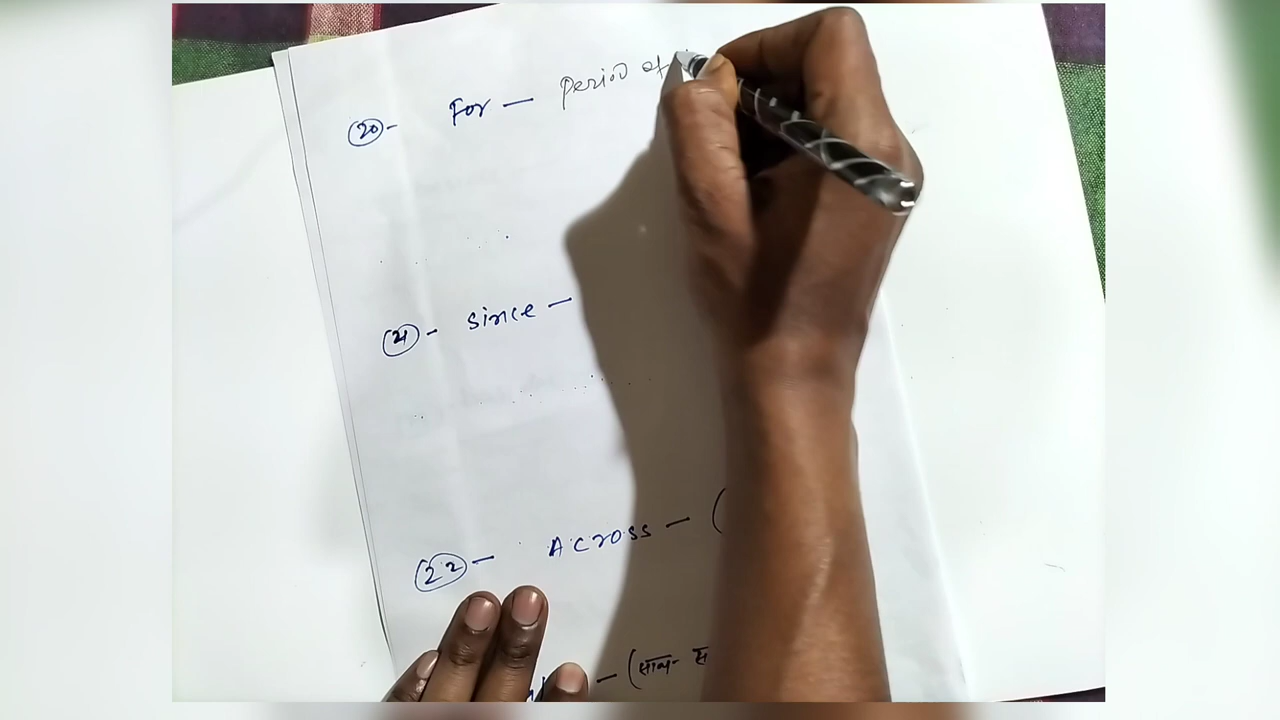 20 - For — Period of
21 - Since —
22 - Across — (
— (साथ- स